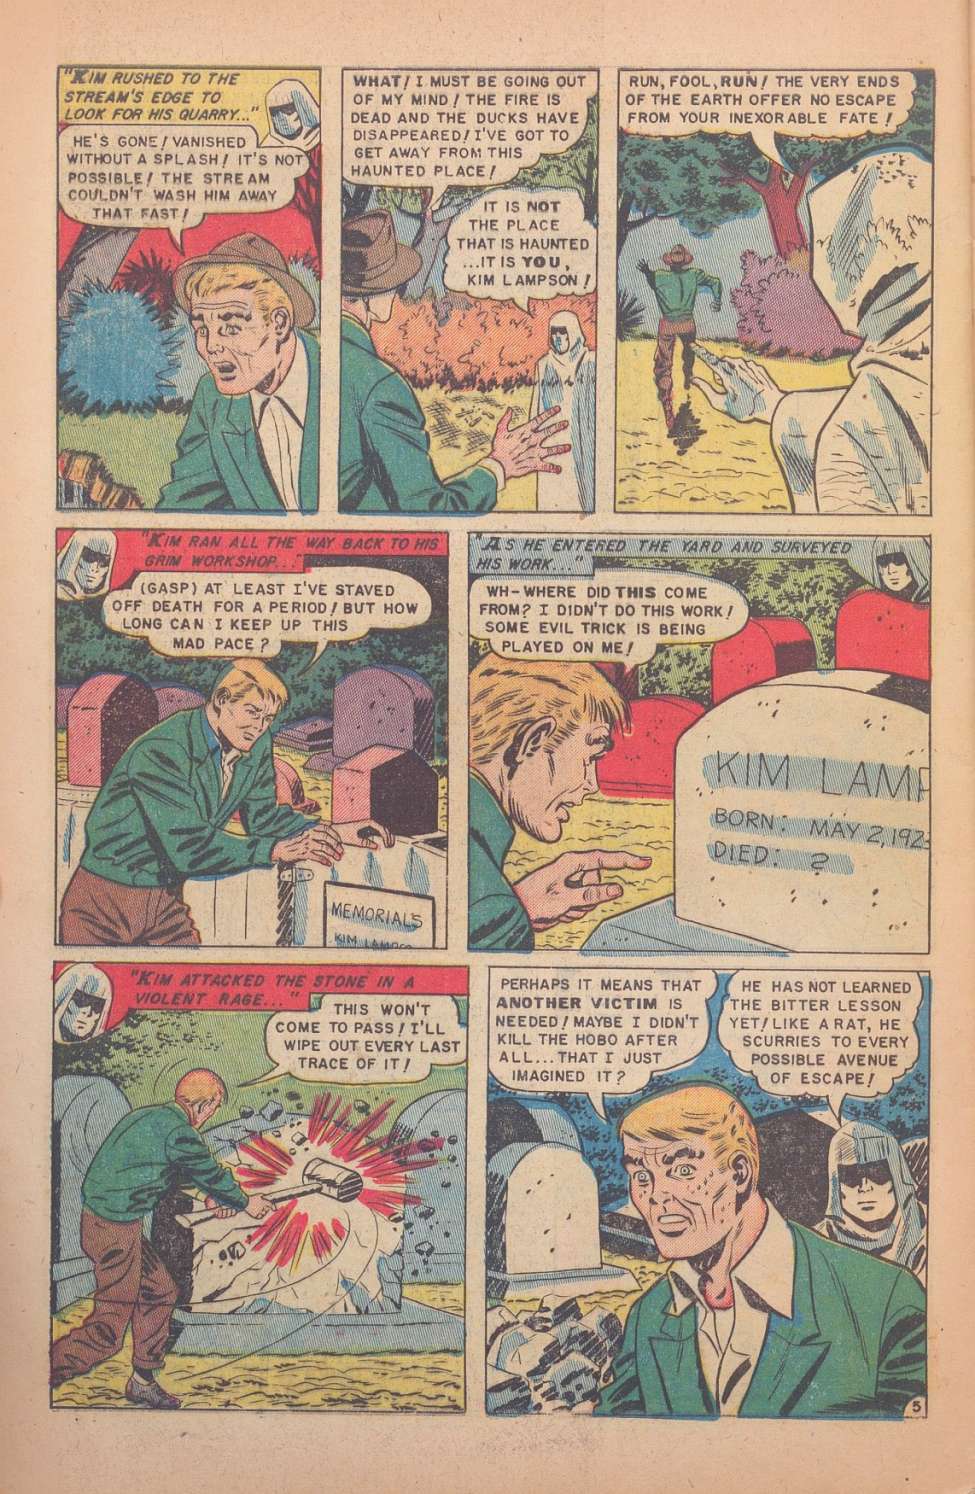 "KIM RUSHED TO THE
STREAM'S EDGE TO
LOOK FOR HIS QUARRY..."
HE'S GONE! VANISHED
WITHOUT A SPLASH! IT'S NOT
POSSIBLE! THE STREAM
COULDN'T WASH HIM AWAY
THAT FAST!
WHAT! I MUST BE GOING OUT
OF MY MIND! THE FIRE IS
DEAD AND THE DUCKS HAVE
DISAPPEARED! I'VE GOT TO
GET AWAY FROM THIS
HAUNTED PLACE!
IT IS NOT
THE PLACE
THAT IS HAUNTED
...IT IS YOU,
KIM LAMPSON!
RUN, FOOL, RUN! THE VERY ENDS
OF THE EARTH OFFER NO ESCAPE
FROM YOUR INEXORABLE FATE!
"KIM RAN ALL THE WAY BACK TO HIS
GRIM WORKSHOP..."
(GASP) AT LEAST I'VE STAVED
OFF DEATH FOR A PERIOD! BUT HOW
LONG CAN I KEEP UP THIS
MAD PACE?
MEMORIALS
KIM LAMPSO
"AS HE ENTERED THE YARD AND SURVEYED
HIS WORK..."
WH-WHERE DID THIS COME
FROM? I DIDN'T DO THIS WORK!
SOME EVIL TRICK IS BEING
PLAYED ON ME!
KIM LAMP
BORN: MAY 2, 192
DIED: ?
"KIM ATTACKED THE STONE IN A
VIOLENT RAGE..."
THIS WON'T
COME TO PASS! I'LL
WIPE OUT EVERY LAST
TRACE OF IT!
PERHAPS IT MEANS THAT
ANOTHER VICTIM IS
NEEDED! MAYBE I DIDN'T
KILL THE HOBO AFTER
ALL...THAT I JUST
IMAGINED IT?
HE HAS NOT LEARNED
THE BITTER LESSON
YET! LIKE A RAT, HE
SCURRIES TO EVERY
POSSIBLE AVENUE
OF ESCAPE!
5